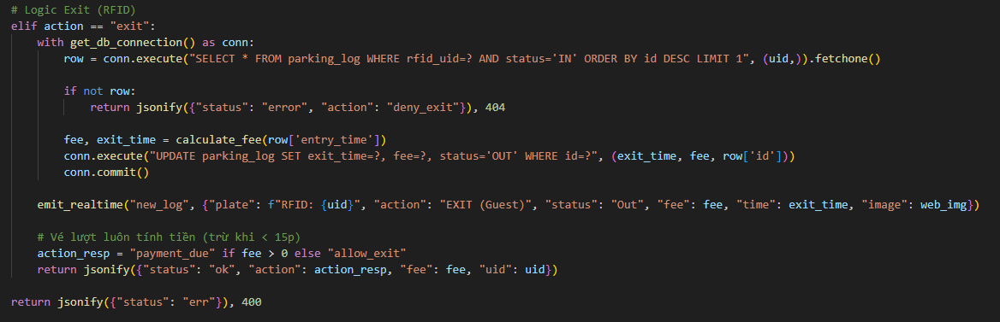 # Logic Exit (RFID)
elif action == "exit":
    with get_db_connection() as conn:
        row = conn.execute("SELECT * FROM parking_log WHERE rfid_uid=? AND status='IN' ORDER BY id DESC LIMIT 1", (uid,)).fetchone()

        if not row:
            return jsonify({"status": "error", "action": "deny_exit"}), 404

        fee, exit_time = calculate_fee(row['entry_time'])
        conn.execute("UPDATE parking_log SET exit_time=?, fee=?, status='OUT' WHERE id=?", (exit_time, fee, row['id']))
        conn.commit()

    emit_realtime("new_log", {"plate": f"RFID: {uid}", "action": "EXIT (Guest)", "status": "Out", "fee": fee, "time": exit_time, "image": web_img})

    # Vé lượt luôn tính tiền (trừ khi < 15p)
    action_resp = "payment_due" if fee > 0 else "allow_exit"
    return jsonify({"status": "ok", "action": action_resp, "fee": fee, "uid": uid})

return jsonify({"status": "err"}), 400